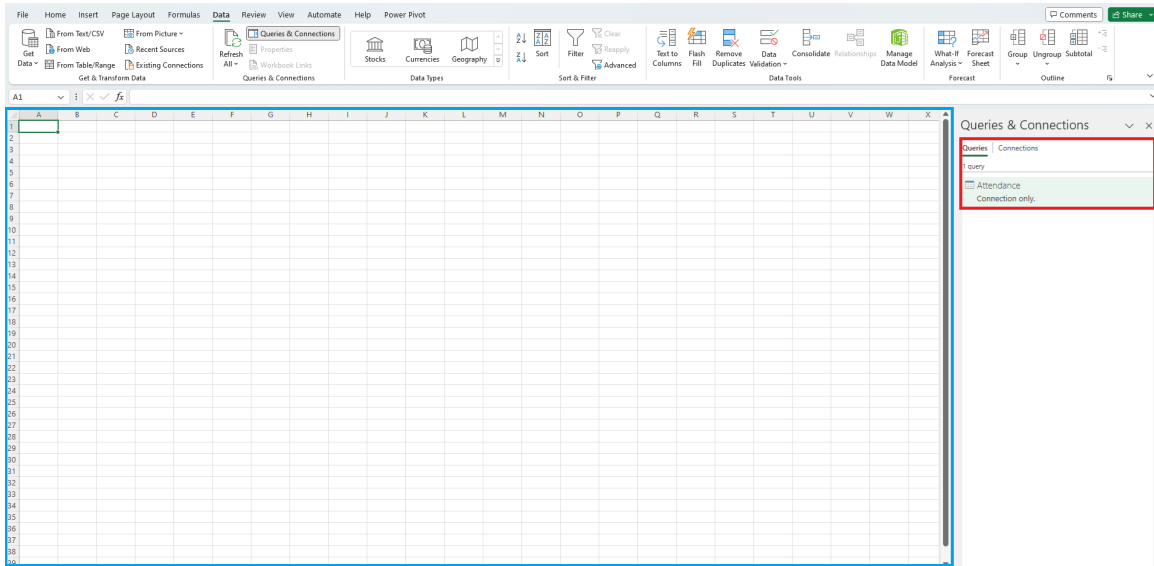 File Home Insert Page Layout Formulas Data Review View Automate Help Power Pivot Comments Share
Get Data
From Text/CSV
From Web
From Table/Range
From Picture
Recent Sources
Existing Connections
Get & Transform Data
Refresh All
Queries & Connections
Properties
Workbook Links
Queries & Connections
Stocks Currencies Geography
Data Types
Sort
Filter
Clear
Reapply
Advanced
Sort & Filter
Text to Columns
Flash Fill
Remove Duplicates
Data Validation
Consolidate
Relationships
Manage Data Model
Data Tools
What-If Analysis
Forecast Sheet
Forecast
Group Ungroup Subtotal
Outline
A1 fx
A B C D E F G H I J K L M N O P Q R S T U V W X
1
2
3
4
5
6
7
8
9
10
11
12
13
14
15
16
17
18
19
20
21
22
23
24
25
26
27
28
29
30
31
32
33
34
35
36
37
38
39
Queries & Connections
Queries Connections
1 query
Attendance
Connection only.